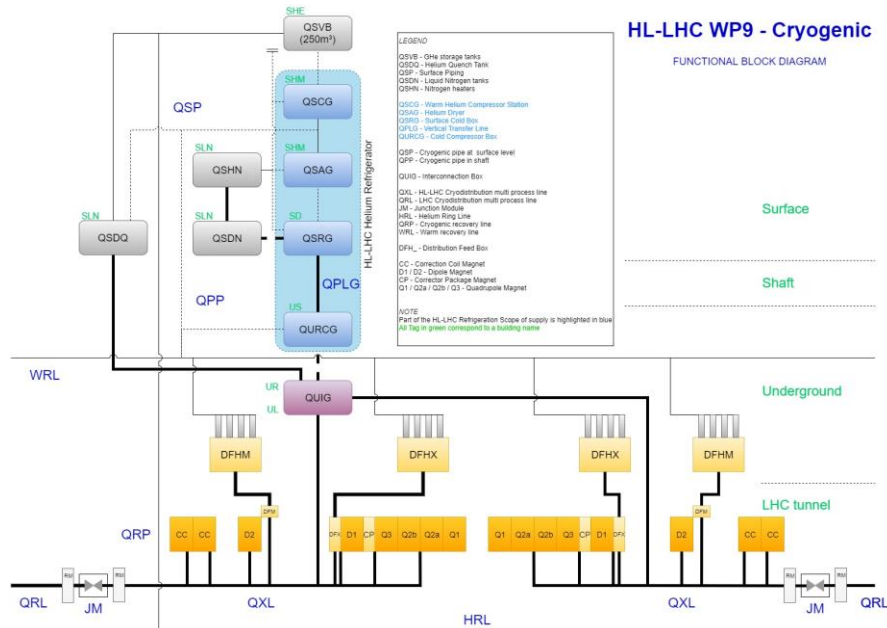 HL-LHC WP9 - Cryogenic
FUNCTIONAL BLOCK DIAGRAM
SHE
QSVB
(250m³)
SHM
QSCG
QSP
SHM
QSAG
SLN
QSHN
SLN
QSDN
SLN
QSDQ
SD
QSRG
QPLG
QPP
US
QURCG
HL-LHC Helium Refrigerator
LEGEND
QSVB - GHe storage tanks
QSDQ - Helium Quench Tank
QSP - Surface Piping
QSDN - Liquid Nitrogen tanks
QSHN - Nitrogen heaters
QSCG - Warm Helium Compressor Station
QSAG - Helium Dryer
QSRG - Surface Cold Box
QPLG - Vertical Transfer Line
QURCG - Cold Compressor Box
QSP - Cryogenic pipe at surface level
QPP - Cryogenic pipe in shaft
QUIG - Interconnection Box
QXL - HL-LHC Cryodistribution multi process line
QRL - LHC Cryodistribution multi process line
JM - Junction Module
HRL - Helium Ring Line
QRP - Cryogenic recovery line
WRL - Warm recovery line
DFH_ - Distribution Feed Box
CC - Correction Coil Magnet
D1 / D2 - Dipole Magnet
CP - Corrector Package Magnet
Q1 / Q2a / Q2b / Q3 - Quadrupole Magnet
NOTE
Part of the HL-LHC Refrigeration Scope of supply is highlighted in blue
All Tag in green correspond to a building name
Surface
Shaft
Underground
LHC tunnel
WRL
UR
QUIG
UL
DFHM
DFHX
DFHX
DFHM
DFM
DFM
QRP
CC CC D2 DFX D1 CP Q3 Q2b Q2a Q1
Q1 Q2a Q2b Q3 CP D1 DFX D2 CC CC
RM RM RM RM
QRL JM QXL HRL QXL JM QRL